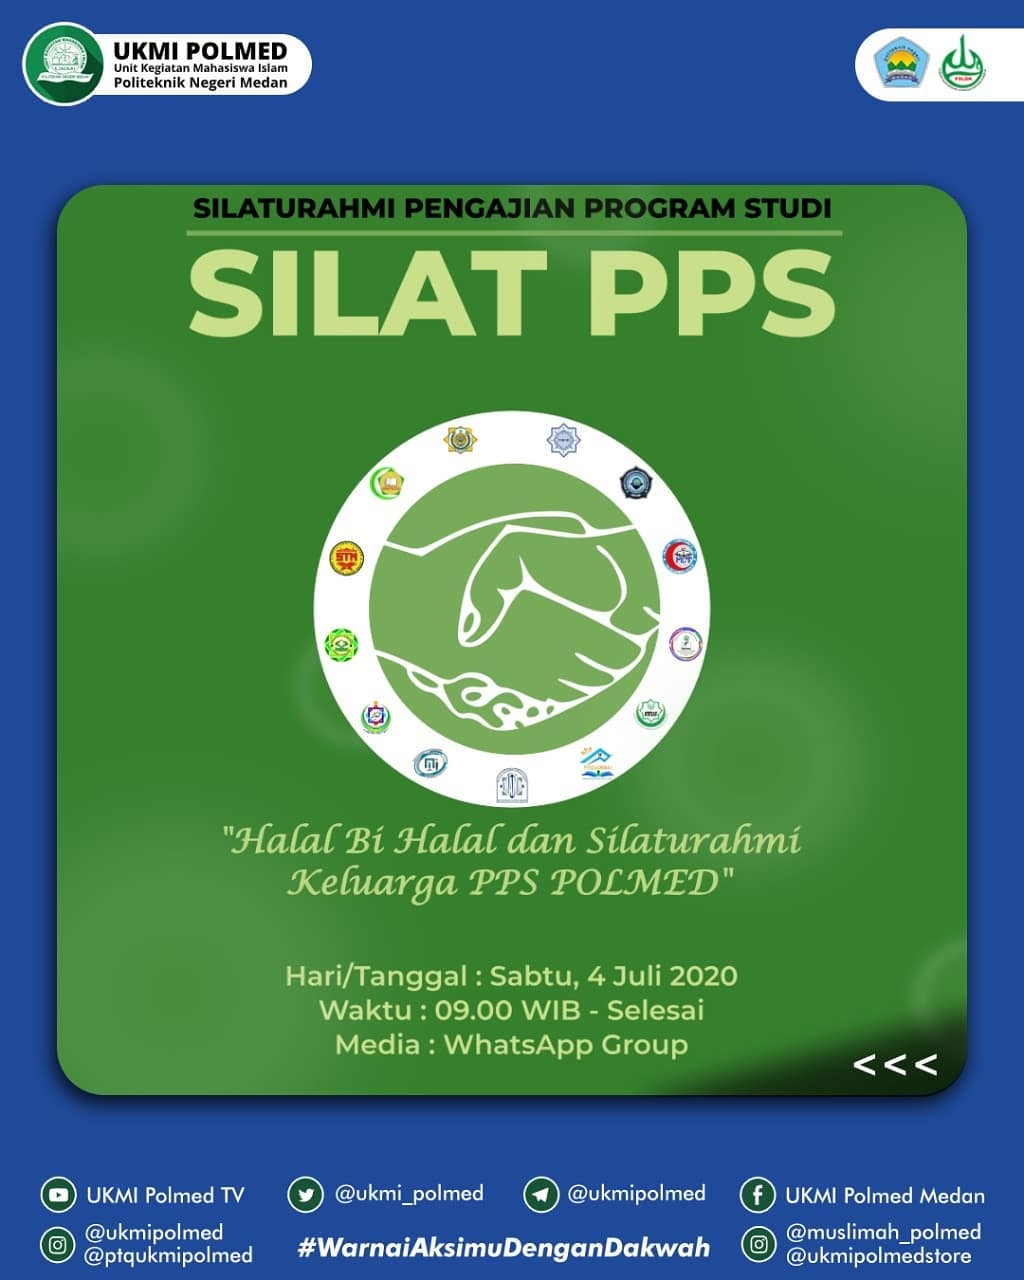 UKMI POLMED
Unit Kegiatan Mahasiswa Islam
Politeknik Negeri Medan
SILATURAHMI PENGAJIAN PROGRAM STUDI
SILAT PPS
STM
"Halal Bi Halal dan Silaturahmi
Keluarga PPS POLMED"
Hari/Tanggal : Sabtu, 4 Juli 2020
Waktu : 09.00 WIB - Selesai
Media : WhatsApp Group
<<<
UKMI Polmed TV
@ukmi_polmed
@ukmipolmed
UKMI Polmed Medan
@ukmipolmed
@ptqukmipolmed
#WarnaiAksimuDenganDakwah
@muslimah_polmed
@ukmipolmedstore